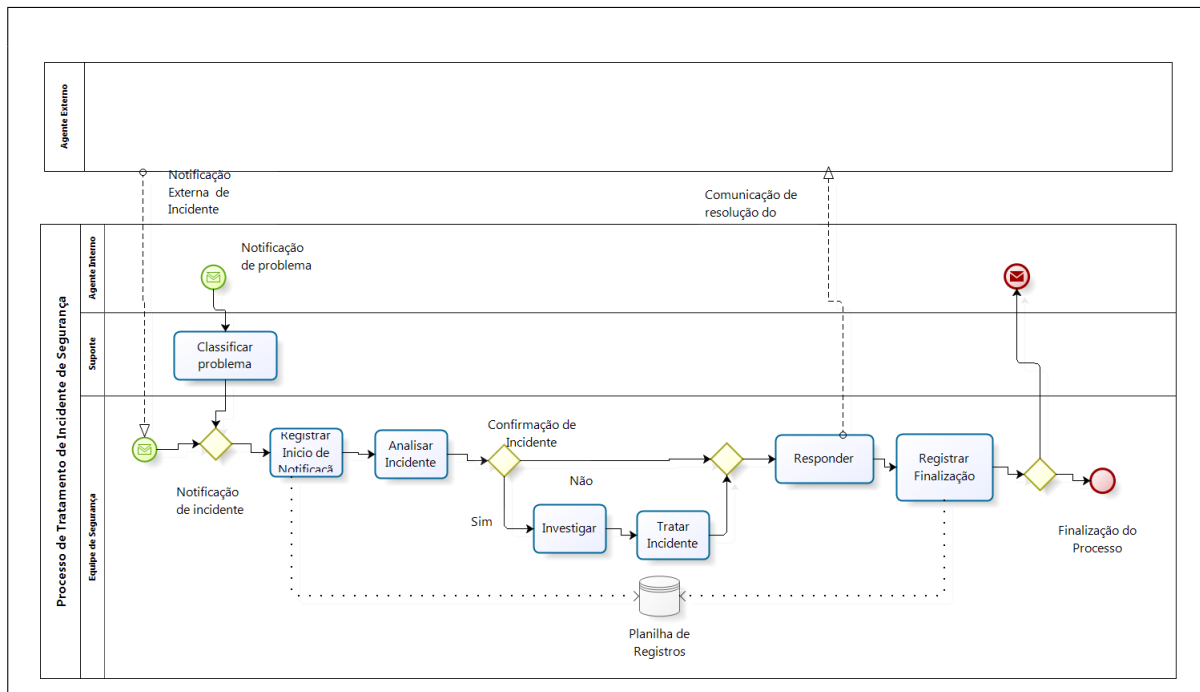 Agente Externo
Notificação
Externa de
Incidente
Comunicação de
resolução do
Processo de Tratamento de Incidente de Segurança
Agente Interno
Notificação
de problema
Suporte
Classificar
problema
Equipe de Segurança
Notificação
de incidente
Registrar
Inicio de
Notificaçã
Analisar
Incidente
Confirmação de
Incidente
Não
Sim
Investigar
Tratar
Incidente
Responder
Registrar
Finalização
Finalização do
Processo
Planilha de
Registros